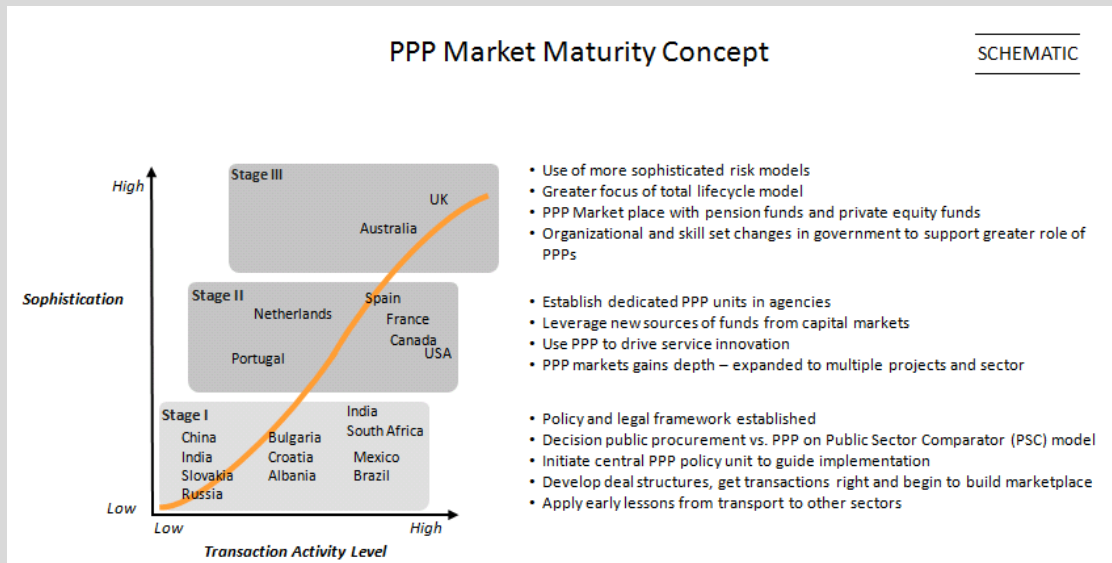 PPP Market Maturity Concept
SCHEMATIC
High
Sophistication
Low
Stage III
UK
Australia
Stage II
Netherlands
Spain
France
Canada
USA
Portugal
Stage I
India
China
Bulgaria
South Africa
India
Croatia
Mexico
Slovakia
Albania
Brazil
Russia
Low
High
Transaction Activity Level
• Use of more sophisticated risk models
• Greater focus of total lifecycle model
• PPP Market place with pension funds and private equity funds
• Organizational and skill set changes in government to support greater role of
PPPs
• Establish dedicated PPP units in agencies
• Leverage new sources of funds from capital markets
• Use PPP to drive service innovation
• PPP markets gains depth – expanded to multiple projects and sector
• Policy and legal framework established
• Decision public procurement vs. PPP on Public Sector Comparator (PSC) model
• Initiate central PPP policy unit to guide implementation
• Develop deal structures, get transactions right and begin to build marketplace
• Apply early lessons from transport to other sectors